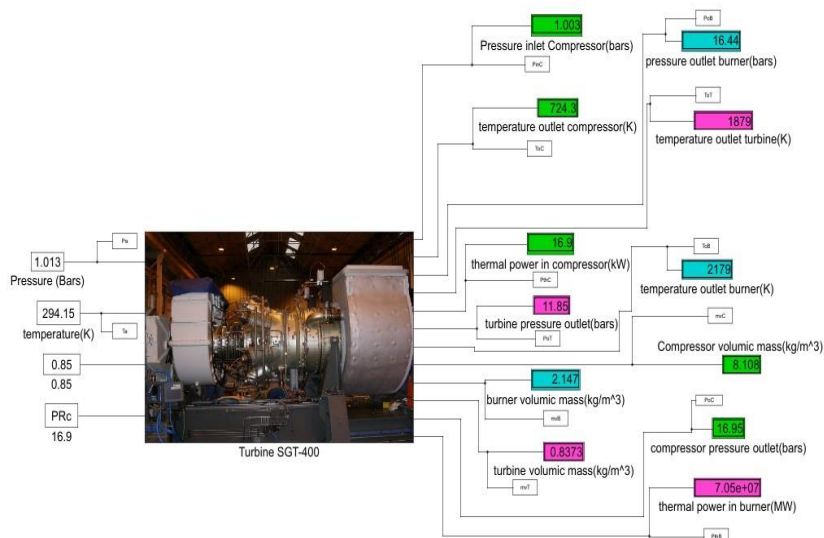 1.003
Pressure inlet Compressor(bars)
PinC
PoB
16.44
pressure outlet burner(bars)
724.3
temperature outlet compressor(K)
ToC
ToT
1879
temperature outlet turbine(K)
Pa
1.013
Pressure (Bars)
294.15
temperature(K)
Ta
0.85
0.85
PRc
16.9
Turbine SGT-400
16.9
thermal power in compressor(kW)
PthC
11.85
turbine pressure outlet(bars)
PoT
ToB
2179
temperature outlet burner(K)
mvC
Compressor volumic mass(kg/m^3)
8.108
2.147
burner volumic mass(kg/m^3)
mvB
0.8373
turbine volumic mass(kg/m^3)
mvT
PoC
16.95
compressor pressure outlet(bars)
7.05e+07
thermal power in burner(MW)
PthB